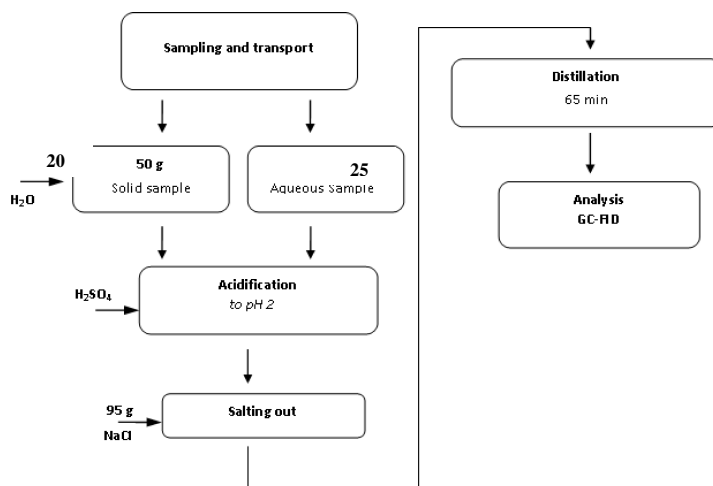 Sampling and transport
20
H₂O
50 g
Solid sample
25
Aqueous Sample
H₂SO₄
Acidification
to pH 2
95 g
NaCl
Salting out
Distillation
65 min
Analysis
GC-FID